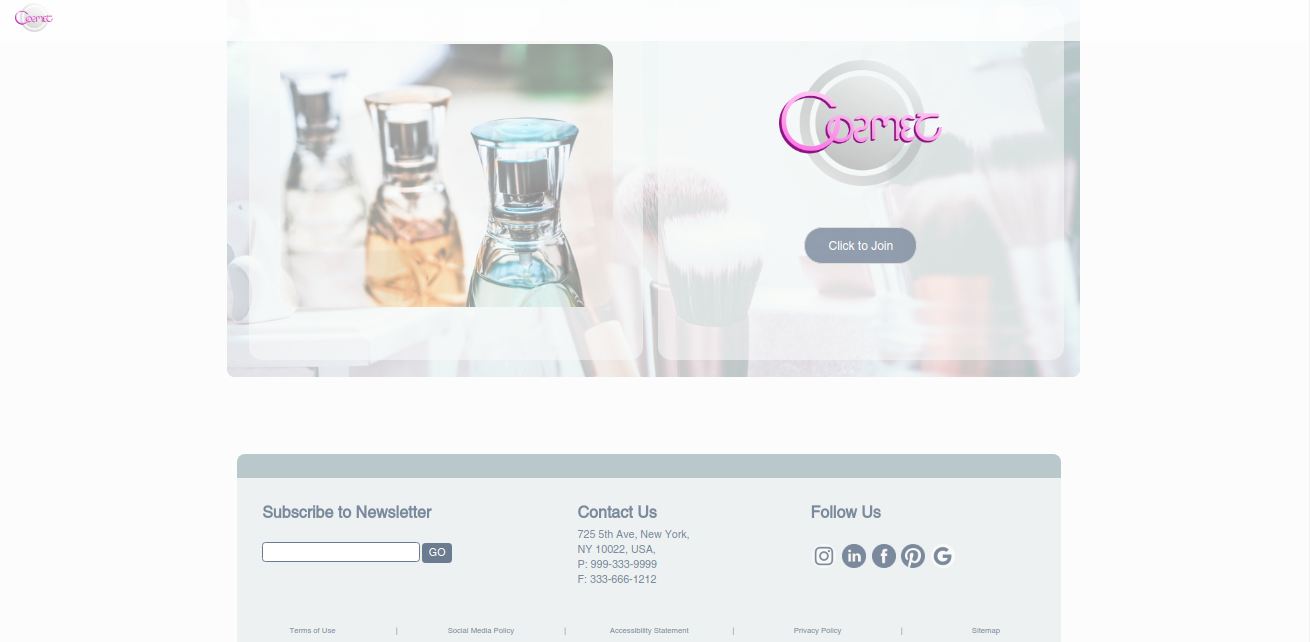 Cosmet
Cosmet
Click to Join
Subscribe to Newsletter
GO
Contact Us
725 5th Ave, New York,
NY 10022, USA,
P: 999-333-9999
F: 333-666-1212
Follow Us
Terms of Use | Social Media Policy | Accessibility Statement | Privacy Policy | Sitemap